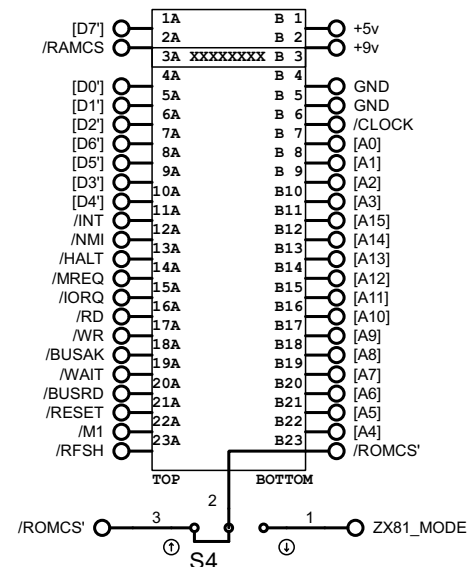 [D7'] 1A B 1 +5v
/RAMCS 2A B 2 +9v
3A XXXXXXXX B 3
[D0'] 4A B 4 GND
[D1'] 5A B 5 GND
[D2'] 6A B 6 /CLOCK
[D6'] 7A B 7 [A0]
[D5'] 8A B 8 [A1]
[D3'] 9A B 9 [A2]
[D4'] 10A B10 [A3]
/INT 11A B11 [A15]
/NMI 12A B12 [A14]
/HALT 13A B13 [A13]
/MREQ 14A B14 [A12]
/IORQ 15A B15 [A11]
/RD 16A B16 [A10]
/WR 17A B17 [A9]
/BUSAK 18A B18 [A8]
/WAIT 19A B19 [A7]
/BUSRD 20A B20 [A6]
/RESET 21A B21 [A5]
/M1 22A B22 [A4]
/RFSH 23A B23 /ROMCS'
TOP BOTTOM
2
/ROMCS' 3 1 ZX81_MODE
↑ ↓
S4